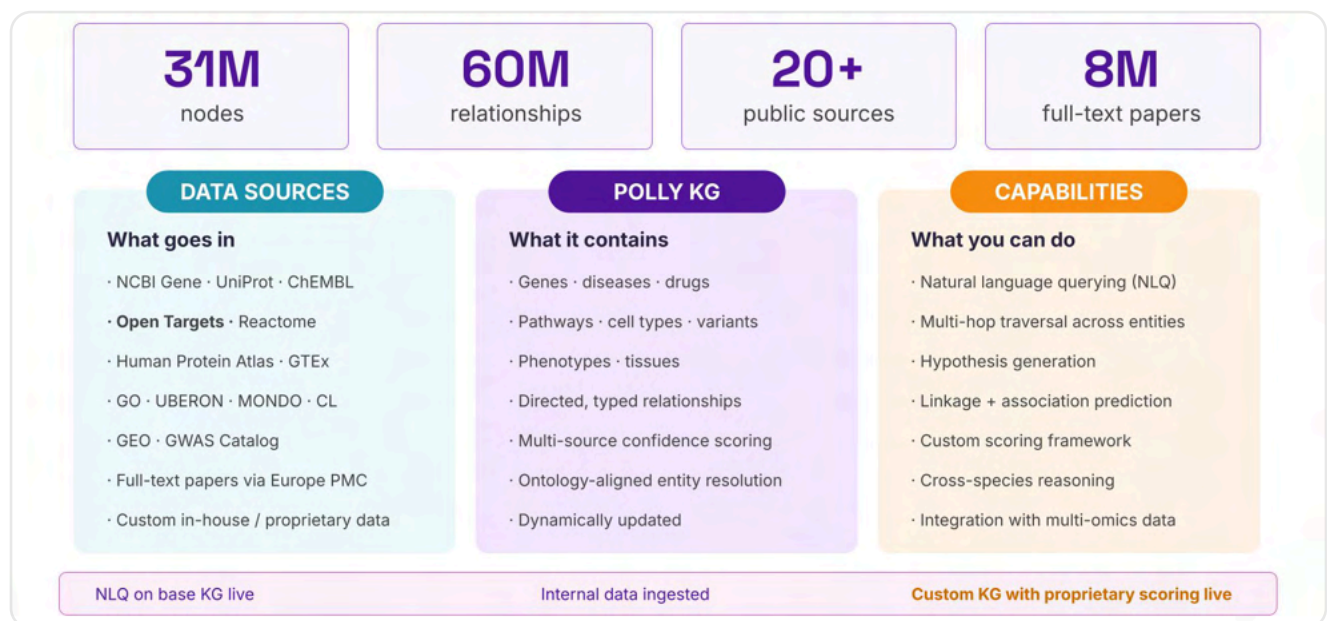 31M
nodes
60M
relationships
20+
public sources
8M
full-text papers
DATA SOURCES
What goes in
· NCBI Gene · UniProt · ChEMBL
· Open Targets · Reactome
· Human Protein Atlas · GTEx
· GO · UBERON · MONDO · CL
· GEO · GWAS Catalog
· Full-text papers via Europe PMC
· Custom in-house / proprietary data
POLLY KG
What it contains
· Genes · diseases · drugs
· Pathways · cell types · variants
· Phenotypes · tissues
· Directed, typed relationships
· Multi-source confidence scoring
· Ontology-aligned entity resolution
· Dynamically updated
CAPABILITIES
What you can do
· Natural language querying (NLQ)
· Multi-hop traversal across entities
· Hypothesis generation
· Linkage + association prediction
· Custom scoring framework
· Cross-species reasoning
· Integration with multi-omics data
NLQ on base KG live
Internal data ingested
Custom KG with proprietary scoring live